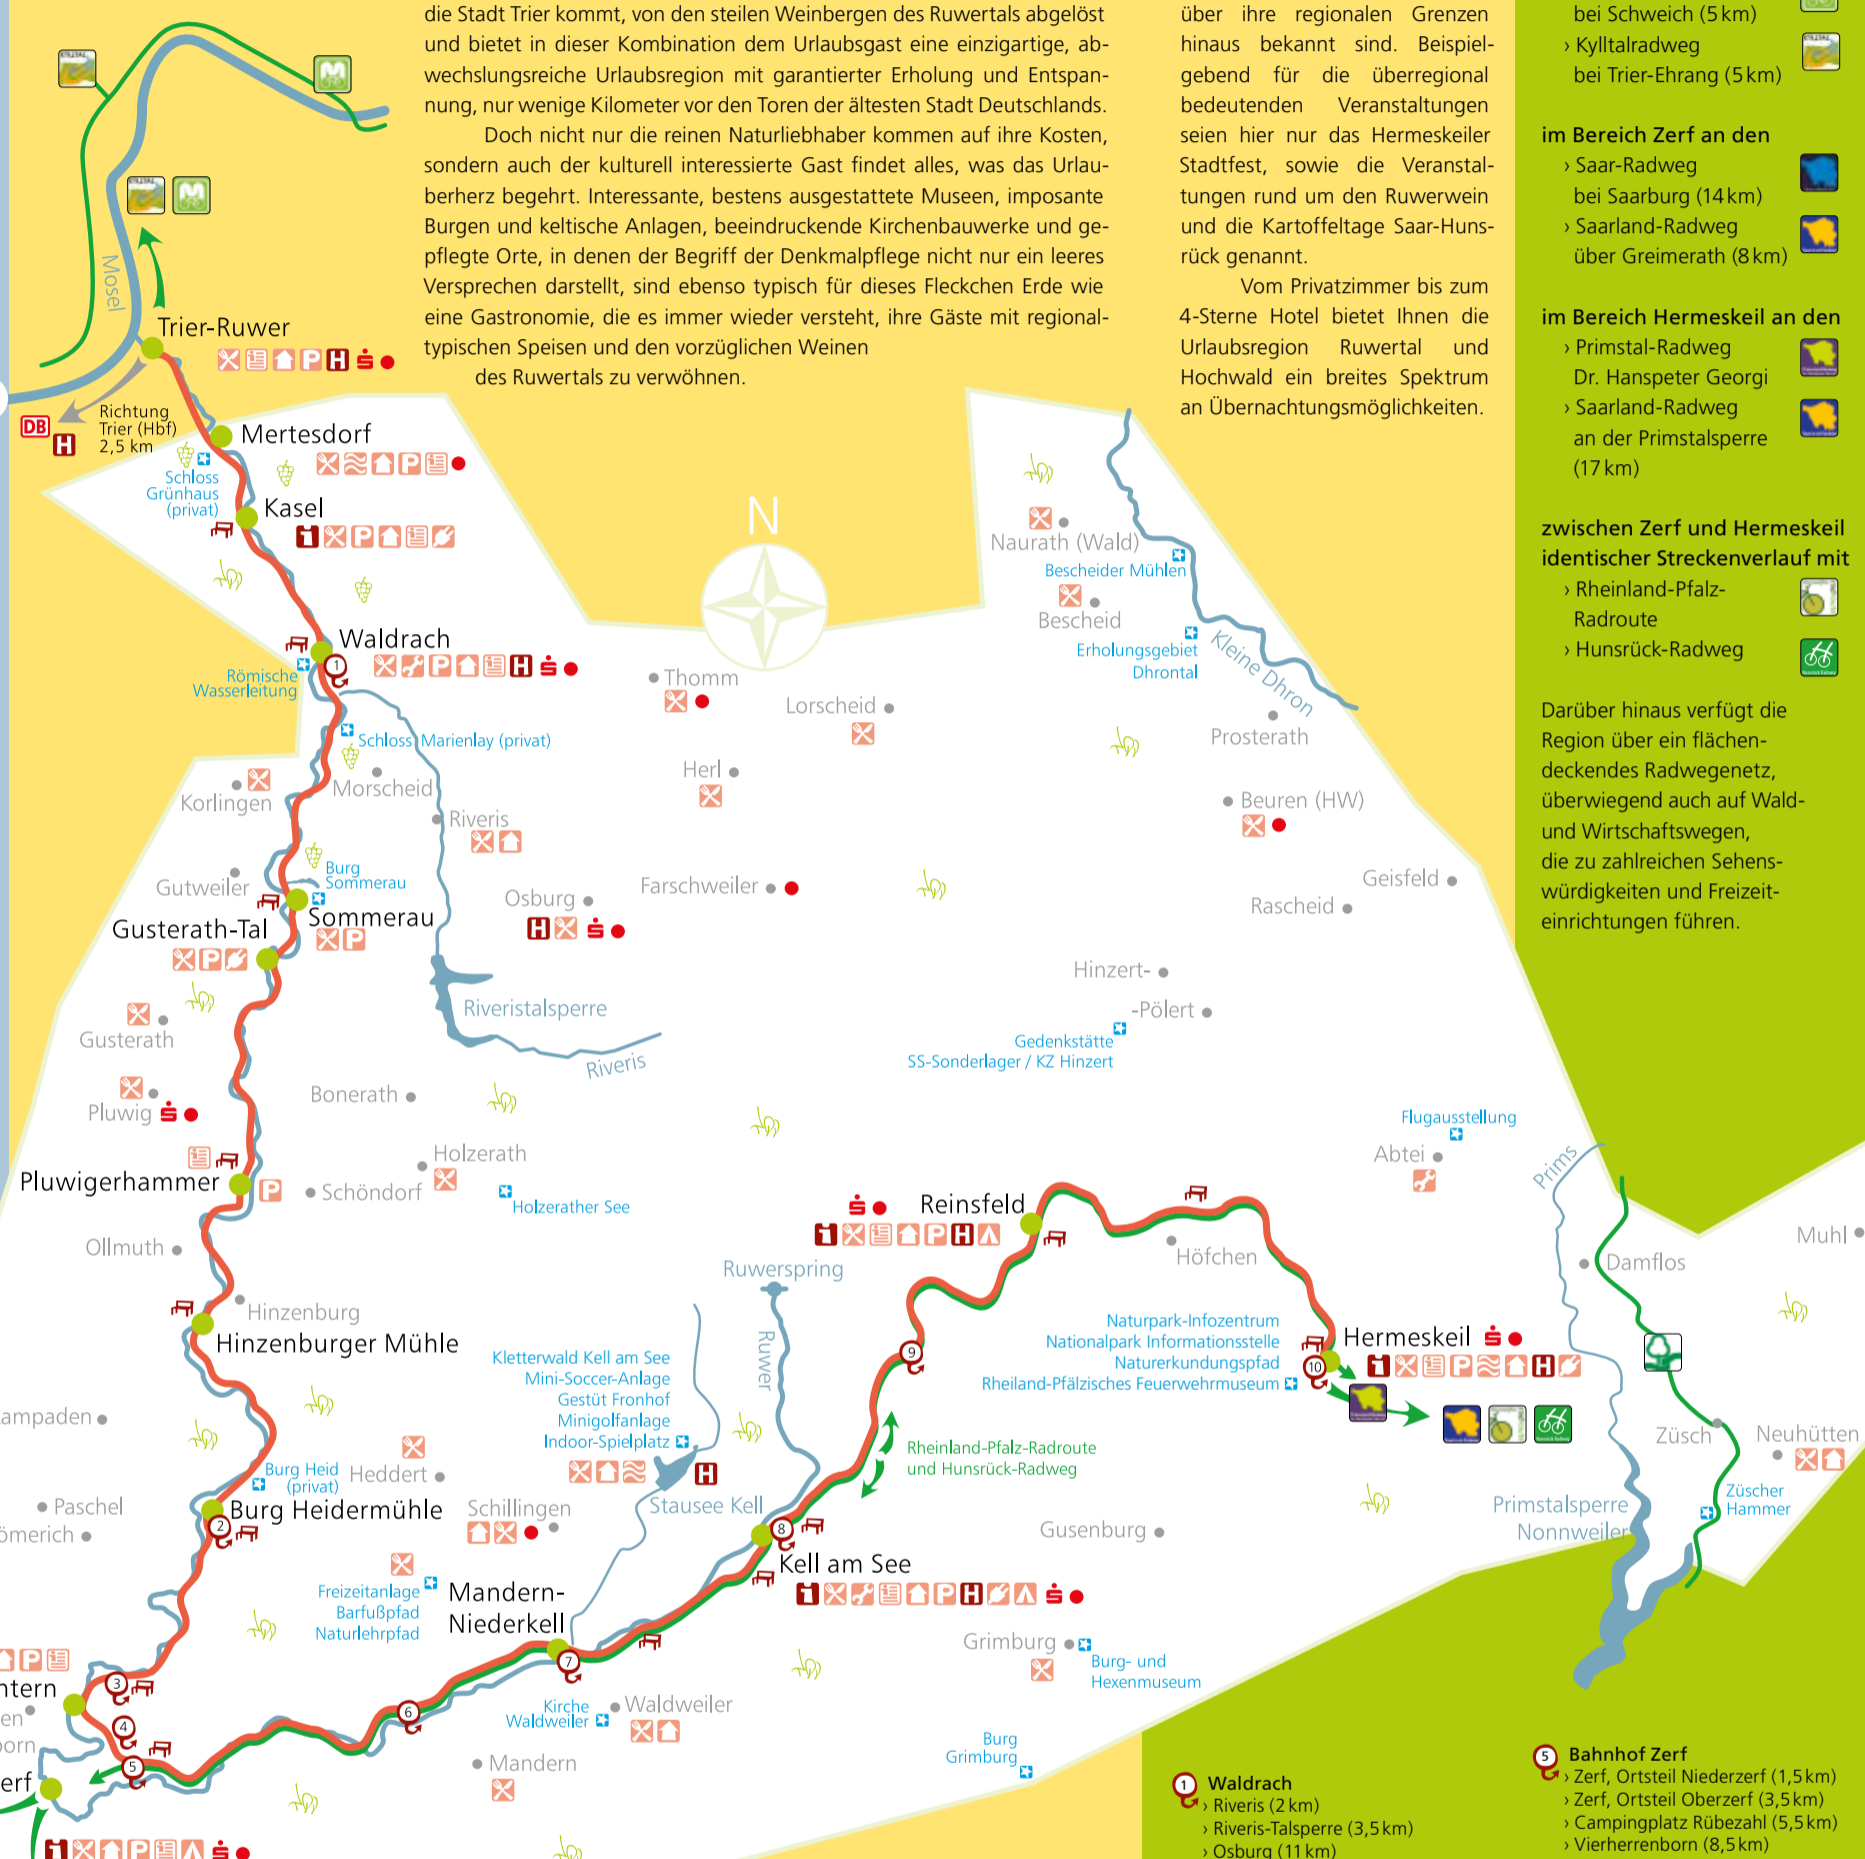 die Stadt Trier kommt, von den steilen Weinbergen des Ruwertals abgelöst
und bietet in dieser Kombination dem Urlaubsgast eine einzigartige, ab-
wechslungsreiche Urlaubsregion mit garantierter Erholung und Entspan-
nung, nur wenige Kilometer vor den Toren der ältesten Stadt Deutschlands.
Doch nicht nur die reinen Naturliebhaber kommen auf ihre Kosten,
sondern auch der kulturell interessierte Gast findet alles, was das Urlau-
berherz begehrt. Interessante, bestens ausgestattete Museen, imposante
Burgen und keltische Anlagen, beeindruckende Kirchenbauwerke und ge-
pflegte Orte, in denen der Begriff der Denkmalpflege nicht nur ein leeres
Versprechen darstellt, sind ebenso typisch für dieses Fleckchen Erde wie
eine Gastronomie, die es immer wieder versteht, ihre Gäste mit regional-
typischen Speisen und den vorzüglichen Weinen
des Ruwertals zu verwöhnen.
über ihre regionalen Grenzen
hinaus bekannt sind. Beispiel-
gebend für die überregional
bedeutenden Veranstaltungen
seien hier nur das Hermeskeiler
Stadtfest, sowie die Veranstal-
tungen rund um den Ruwerwein
und die Kartoffeltage Saar-Huns-
rück genannt.
Vom Privatzimmer bis zum
4-Sterne Hotel bietet Ihnen die
Urlaubsregion Ruwertal und
Hochwald ein breites Spektrum
an Übernachtungsmöglichkeiten.
bei Schweich (5 km)
› Kylltalradweg
bei Trier-Ehrang (5 km)
im Bereich Zerf an den
› Saar-Radweg
bei Saarburg (14 km)
› Saarland-Radweg
über Greimerath (8 km)
im Bereich Hermeskeil an den
› Primstal-Radweg
Dr. Hanspeter Georgi
› Saarland-Radweg
an der Primstalsperre
(17 km)
zwischen Zerf und Hermeskeil
identischer Streckenverlauf mit
› Rheinland-Pfalz-
Radroute
› Hunsrück-Radweg
Darüber hinaus verfügt die
Region über ein flächen-
deckendes Radwegenetz,
überwiegend auch auf Wald-
und Wirtschaftswegen,
die zu zahlreichen Sehens-
würdigkeiten und Freizeit-
einrichtungen führen.
Mosel
Trier-Ruwer
P H
DB
H
Richtung
Trier (Hbf)
2,5 km
Mertesdorf
P
Schloss
Grünhaus
(privat)
Kasel
P
N
Naurath (Wald)
Bescheider Mühlen
Bescheid
Erholungsgebiet
Dhrontal
Kleine Dhron
Prosterath
Waldrach
1
P H
Römische
Wasserleitung
Schloss Marienlay (privat)
Thomm
Lorscheid
Herl
Morscheid
Korlingen
Riveris
Beuren (HW)
Gutweiler
Burg
Sommerau
Sommerau
P
Osburg
H
Farschweiler
Geisfeld
Rascheid
Gusterath-Tal
P
Hinzert-
-Pölert
Riveristalsperre
Riveris
Gusterath
Gedenkstätte
SS-Sonderlager / KZ Hinzert
Pluwig
Bonerath
Flugausstellung
Abtei
Prims
Holzerath
Pluwigerhammer
P
Schöndorf
Holzerather See
Reinsfeld
P H
Höfchen
Ollmuth
Muhl
Damflos
Ruwerspring
Ruwer
Hinzenburg
Hinzenburger Mühle
Naturpark-Infozentrum
Nationalpark Informationsstelle
Naturerkundungspfad
Rheiland-Pfälzisches Feuerwehrmuseum
Hermeskeil
10
P H
9
Kletterwald Kell am See
Mini-Soccer-Anlage
Gestüt Fronhof
Minigolfanlage
Indoor-Spielplatz
H
Stausee Kell
Rheinland-Pfalz-Radroute
und Hunsrück-Radweg
ampaden
Züsch
Neuhütten
Züscher
Hammer
Burg Heid
(privat)
Heddert
Paschel
ömerich
Burg Heidermühle
2
Schillingen
8
Kell am See
P H
Gusenburg
Primstalsperre
Nonnweiler
Freizeitanlage
Barfußpfad
Naturlehrpfad
Mandern-
Niederkell
7
Grimburg
Burg- und
Hexenmuseum
P
ntern
3
en
4
orn
5
erf
P
6
Kirche
Waldweiler
Waldweiler
Mandern
Burg
Grimburg
1 Waldrach
› Riveris (2 km)
› Riveris-Talsperre (3,5 km)
› Osburg (11 km)
5 Bahnhof Zerf
› Zerf, Ortsteil Niederzerf (1,5 km)
› Zerf, Ortsteil Oberzerf (3,5 km)
› Campingplatz Rübezahl (5,5 km)
› Vierherrenborn (8,5 km)